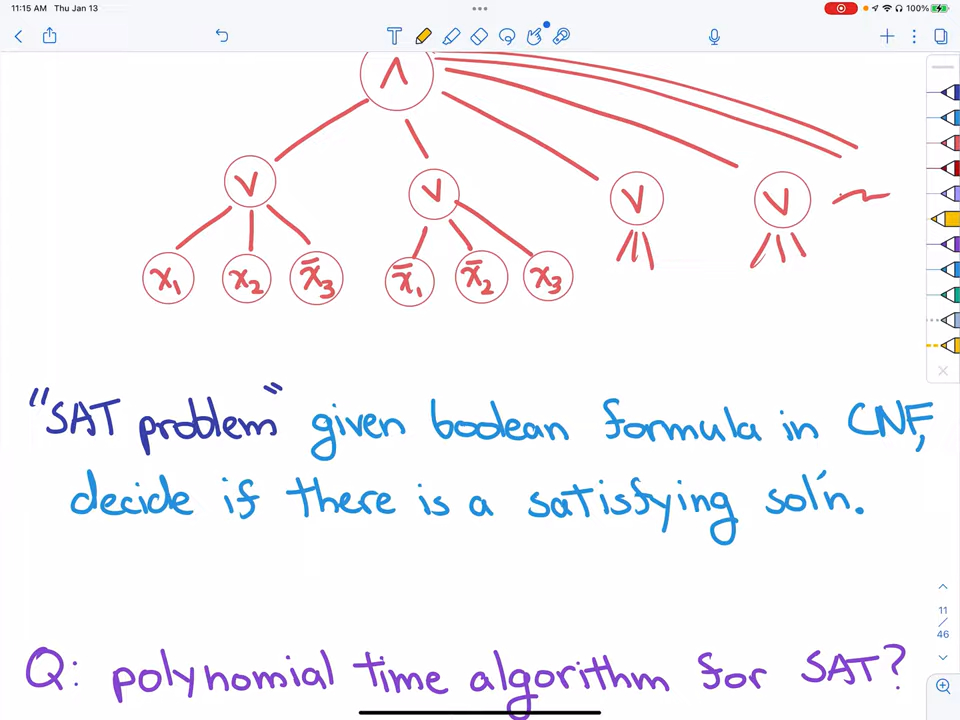 11:15 AM Thu Jan 13
100%
∧
∨ ∨ ∨ ∨
x₁ x₂ x̄₃ x̄₁ x̄₂ x₃
"SAT problem" given boolean formula in CNF,
decide if there is a satisfying sol'n.
11
/
46
Q: polynomial time algorithm for SAT?